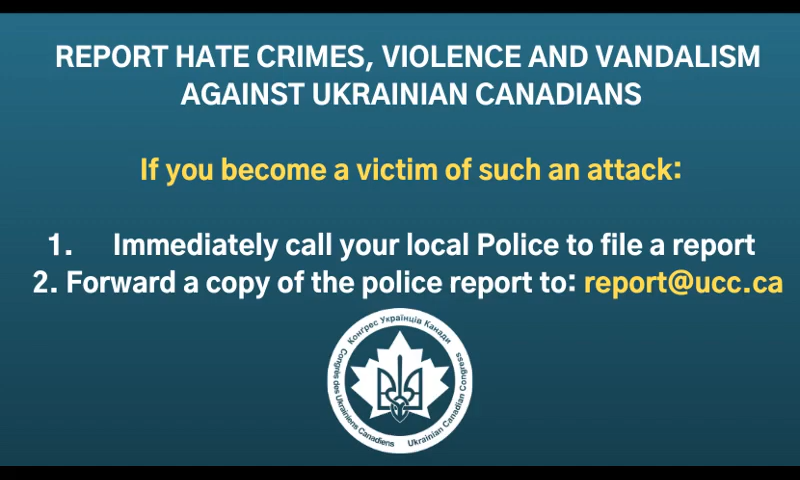 REPORT HATE CRIMES, VIOLENCE AND VANDALISM
AGAINST UKRAINIAN CANADIANS
If you become a victim of such an attack:
1. Immediately call your local Police to file a report
2. Forward a copy of the police report to: report@ucc.ca
Конґрес Українців Канади
Congrès des Ukrainiens Canadiens
Ukrainian Canadian Congress